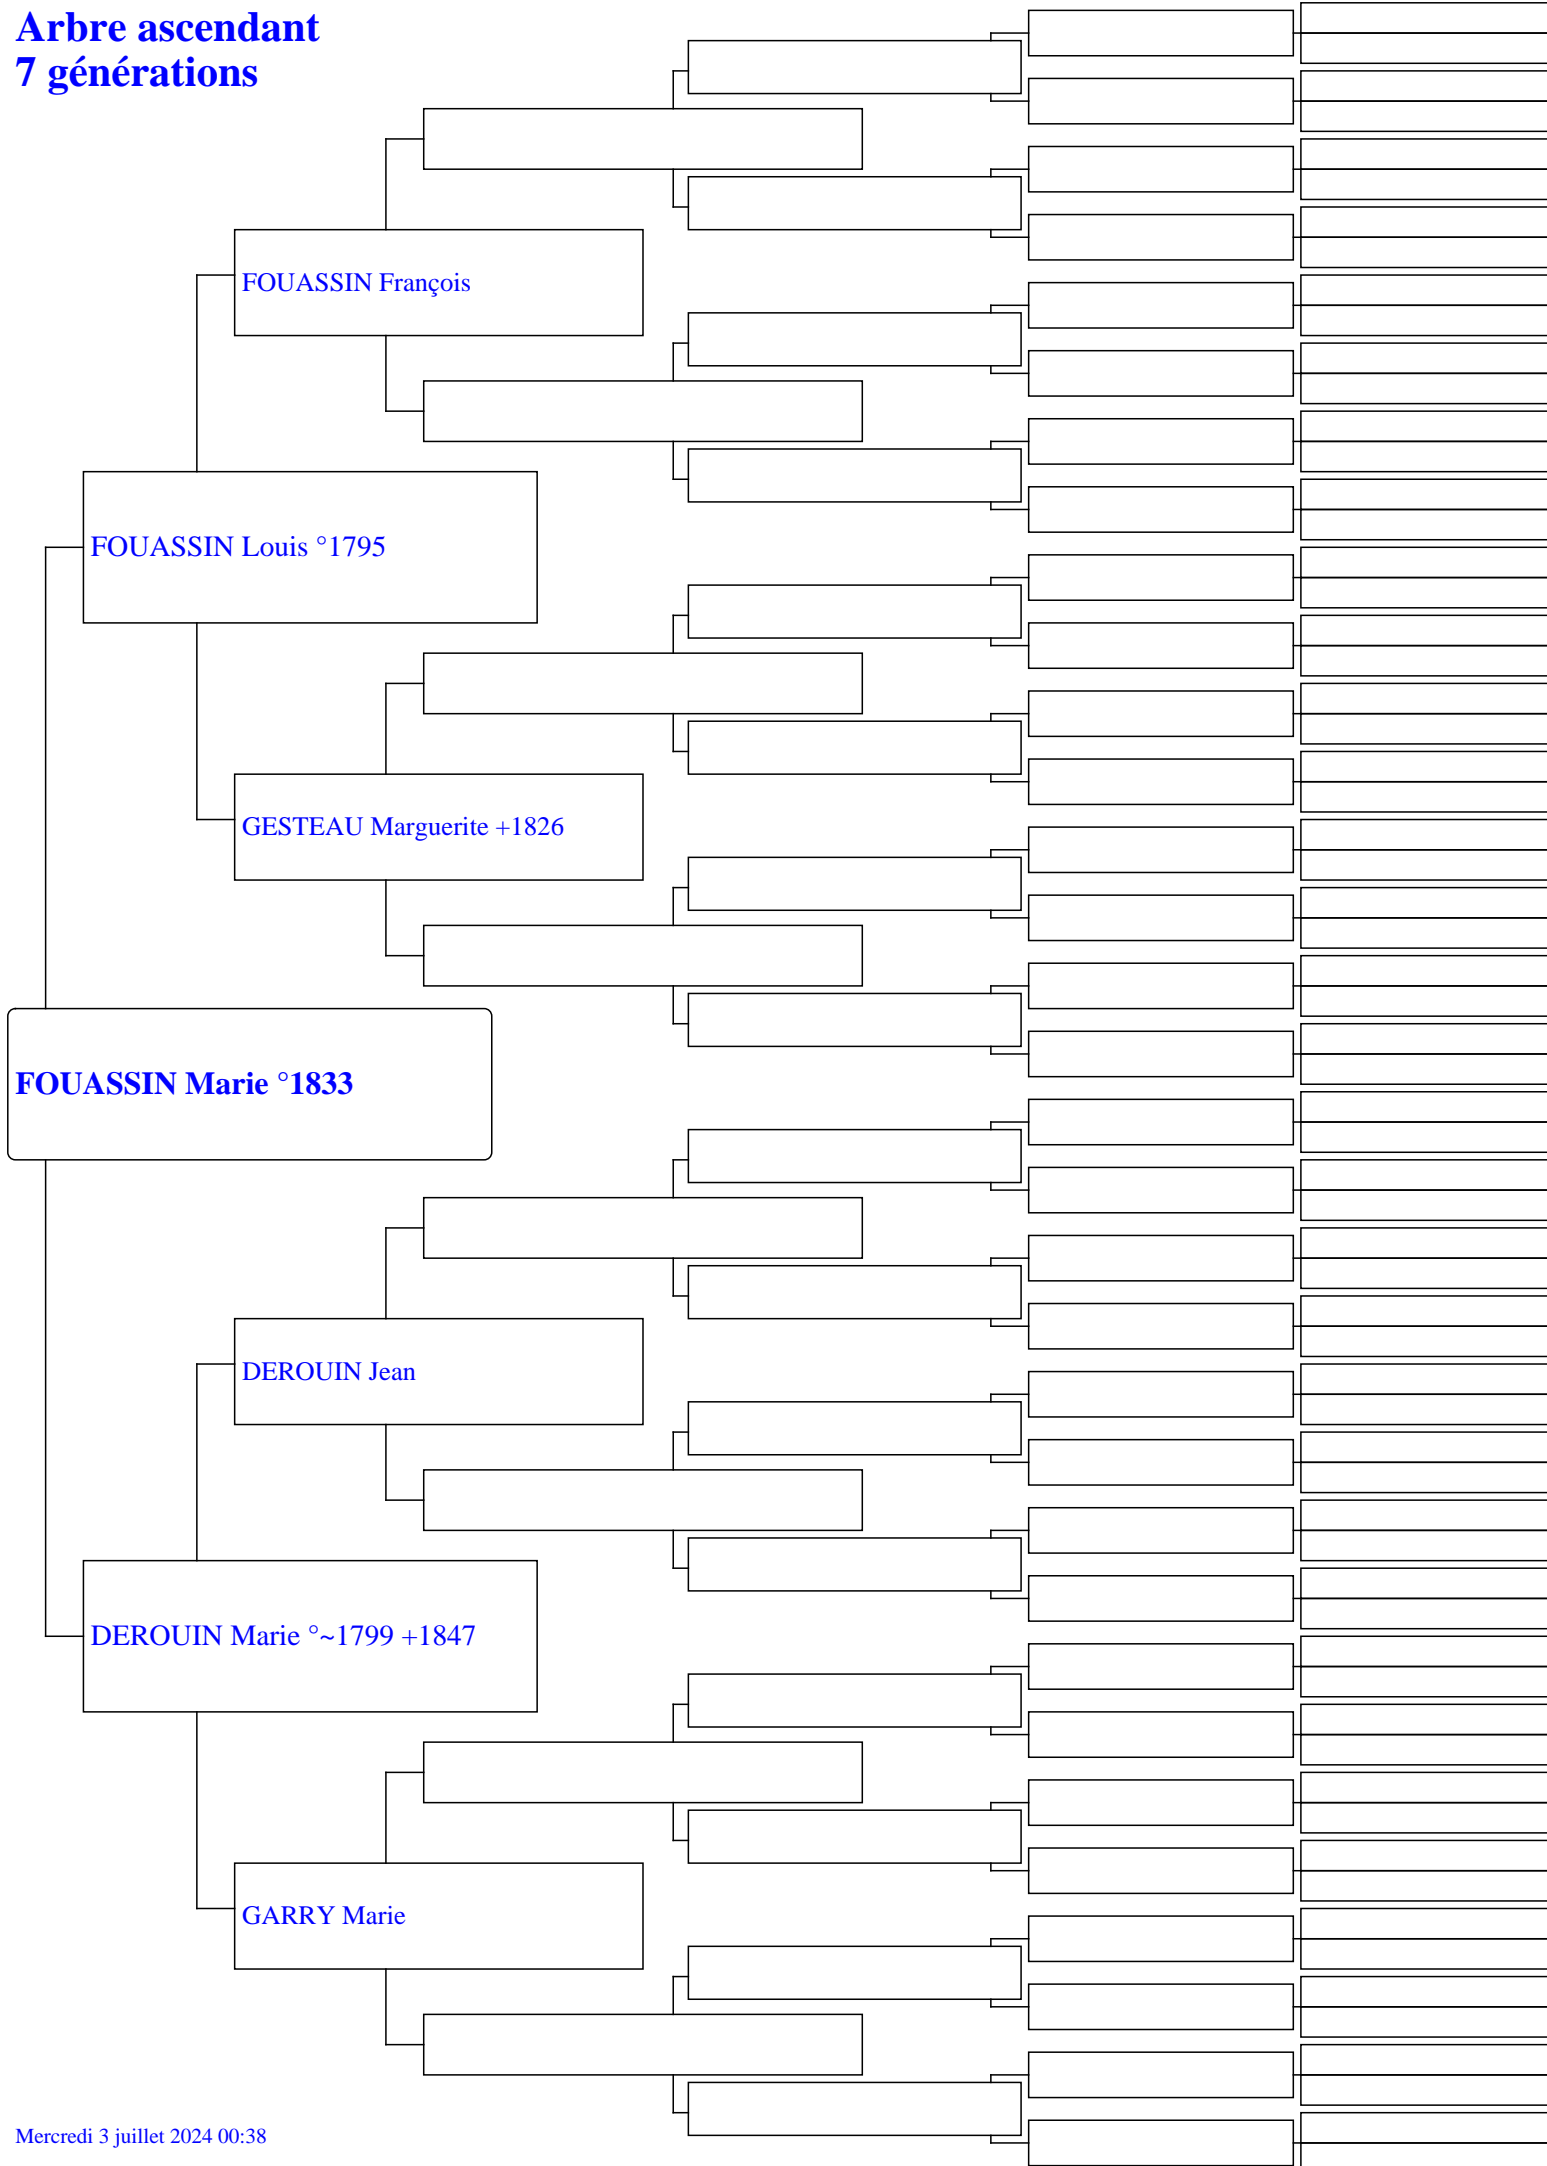 Arbre ascendant
7 générations
FOUASSIN François
FOUASSIN Louis °1795
GESTEAU Marguerite +1826
FOUASSIN Marie °1833
DEROUIN Jean
DEROUIN Marie °~1799 +1847
GARRY Marie
Mercredi 3 juillet 2024 00:38